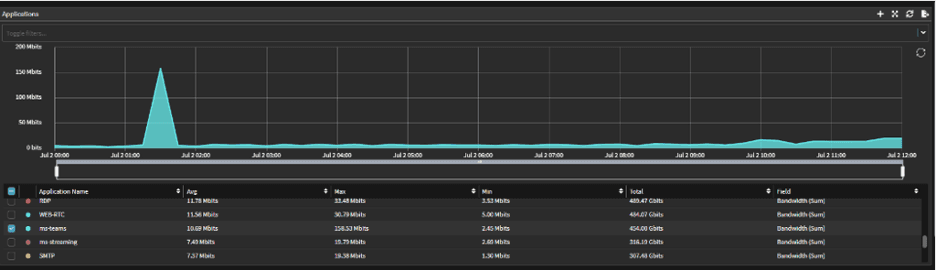 Applications
Toggle filters...
200 Mbits
150 Mbits
100 Mbits
50 Mbits
0 bits
Jul 2 00:00 Jul 2 01:00 Jul 2 02:00 Jul 2 03:00 Jul 2 04:00 Jul 2 05:00 Jul 2 06:00 Jul 2 07:00 Jul 2 08:00 Jul 2 09:00 Jul 2 10:00 Jul 2 11:00 Jul 2 12:00
Application Name Avg Max Min Total Field
RDP 11.78 Mbits 33.48 Mbits 3.53 Mbits 489.47 Gbits Bandwidth (Sum)
WEB-RTC 11.56 Mbits 30.79 Mbits 5.00 Mbits 484.07 Gbits Bandwidth (Sum)
ms-teams 10.69 Mbits 158.53 Mbits 2.45 Mbits 454.08 Gbits Bandwidth (Sum)
ms-streaming 7.49 Mbits 19.79 Mbits 2.69 Mbits 318.19 Gbits Bandwidth (Sum)
SMTP 7.37 Mbits 19.38 Mbits 1.36 Mbits 307.48 Gbits Bandwidth (Sum)